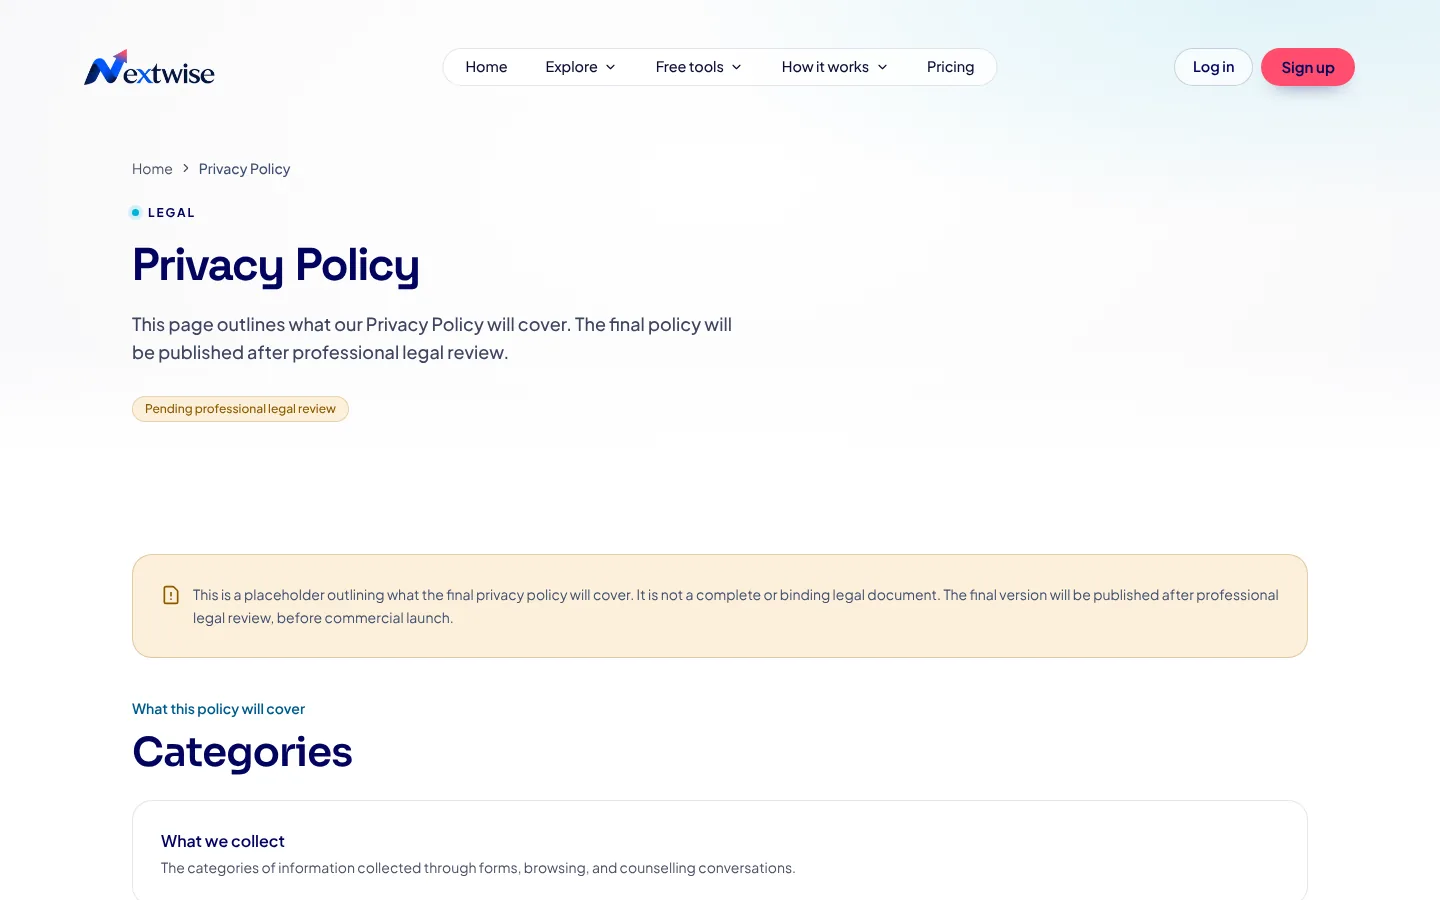 Nextwise
Home
Explore
Free tools
How it works
Pricing
Log in
Sign up
Home > Privacy Policy
LEGAL
Privacy Policy
This page outlines what our Privacy Policy will cover. The final policy will
be published after professional legal review.
Pending professional legal review
This is a placeholder outlining what the final privacy policy will cover. It is not a complete or binding legal document. The final version will be published after professional
legal review, before commercial launch.
What this policy will cover
Categories
What we collect
The categories of information collected through forms, browsing, and counselling conversations.